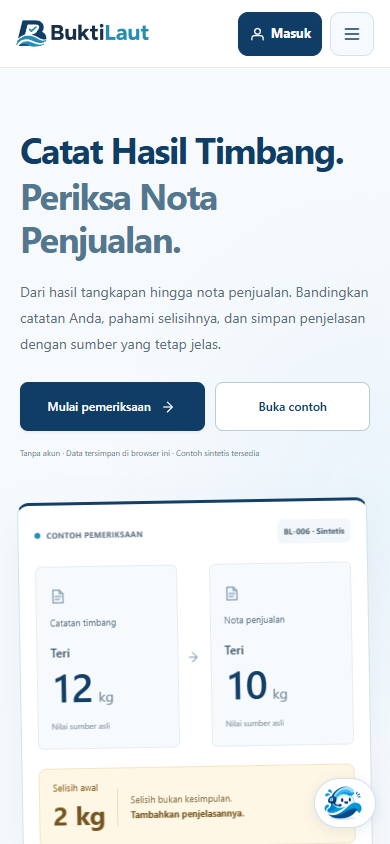 BuktiLaut
Masuk
Catat Hasil Timbang.
Periksa Nota
Penjualan.
Dari hasil tangkapan hingga nota penjualan. Bandingkan
catatan Anda, pahami selisihnya, dan simpan penjelasan
dengan sumber yang tetap jelas.
Mulai pemeriksaan
Buka contoh
Tanpa akun · Data tersimpan di browser ini · Contoh sintetis tersedia
CONTOH PEMERIKSAAN
BL-006 · Sintetis
Catatan timbang
Teri
12 kg
Nilai sumber asli
Nota penjualan
Teri
10 kg
Nilai sumber asli
Selisih awal
2 kg
Selisih bukan kesimpulan.
Tambahkan penjelasannya.